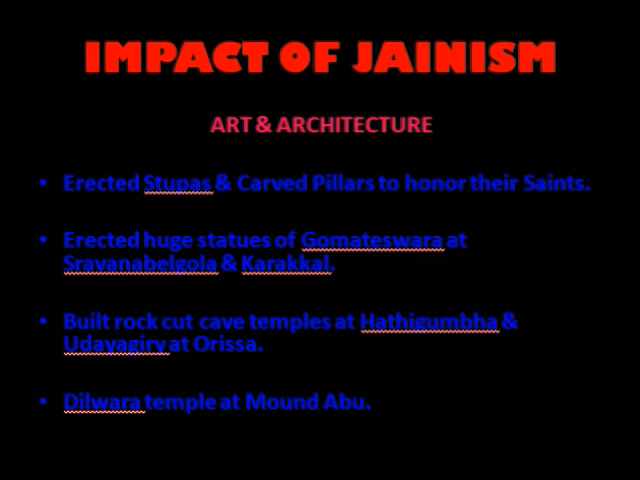 IMPACT OF JAINISM
ART & ARCHITECTURE
• Erected Stupas & Carved Pillars to honor their Saints.
• Erected huge statues of Gomateswara at
Sravanabelgola & Karakkal.
• Built rock cut cave temples at Hathigumbha &
Udayagiry at Orissa.
• Dilwara temple at Mound Abu.